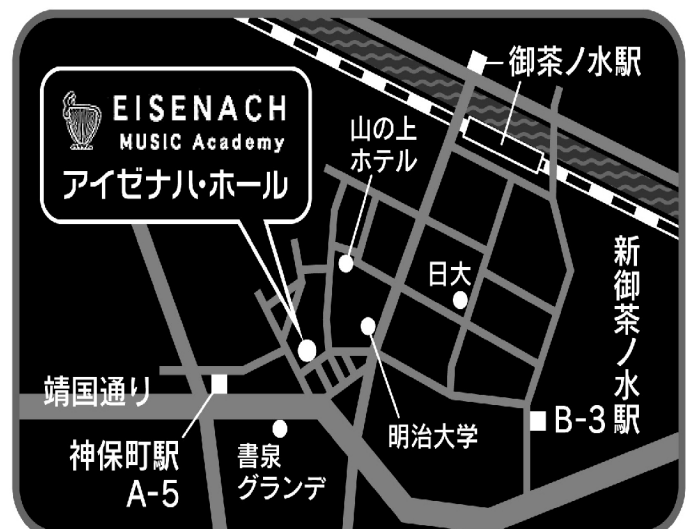 EISENACH
MUSIC Academy
アイゼナハ・ホール
御茶ノ水駅
山の上
ホテル
日大
新御茶ノ水駅
B-3
靖国通り
神保町駅
A-5
書泉
グランデ
明治大学